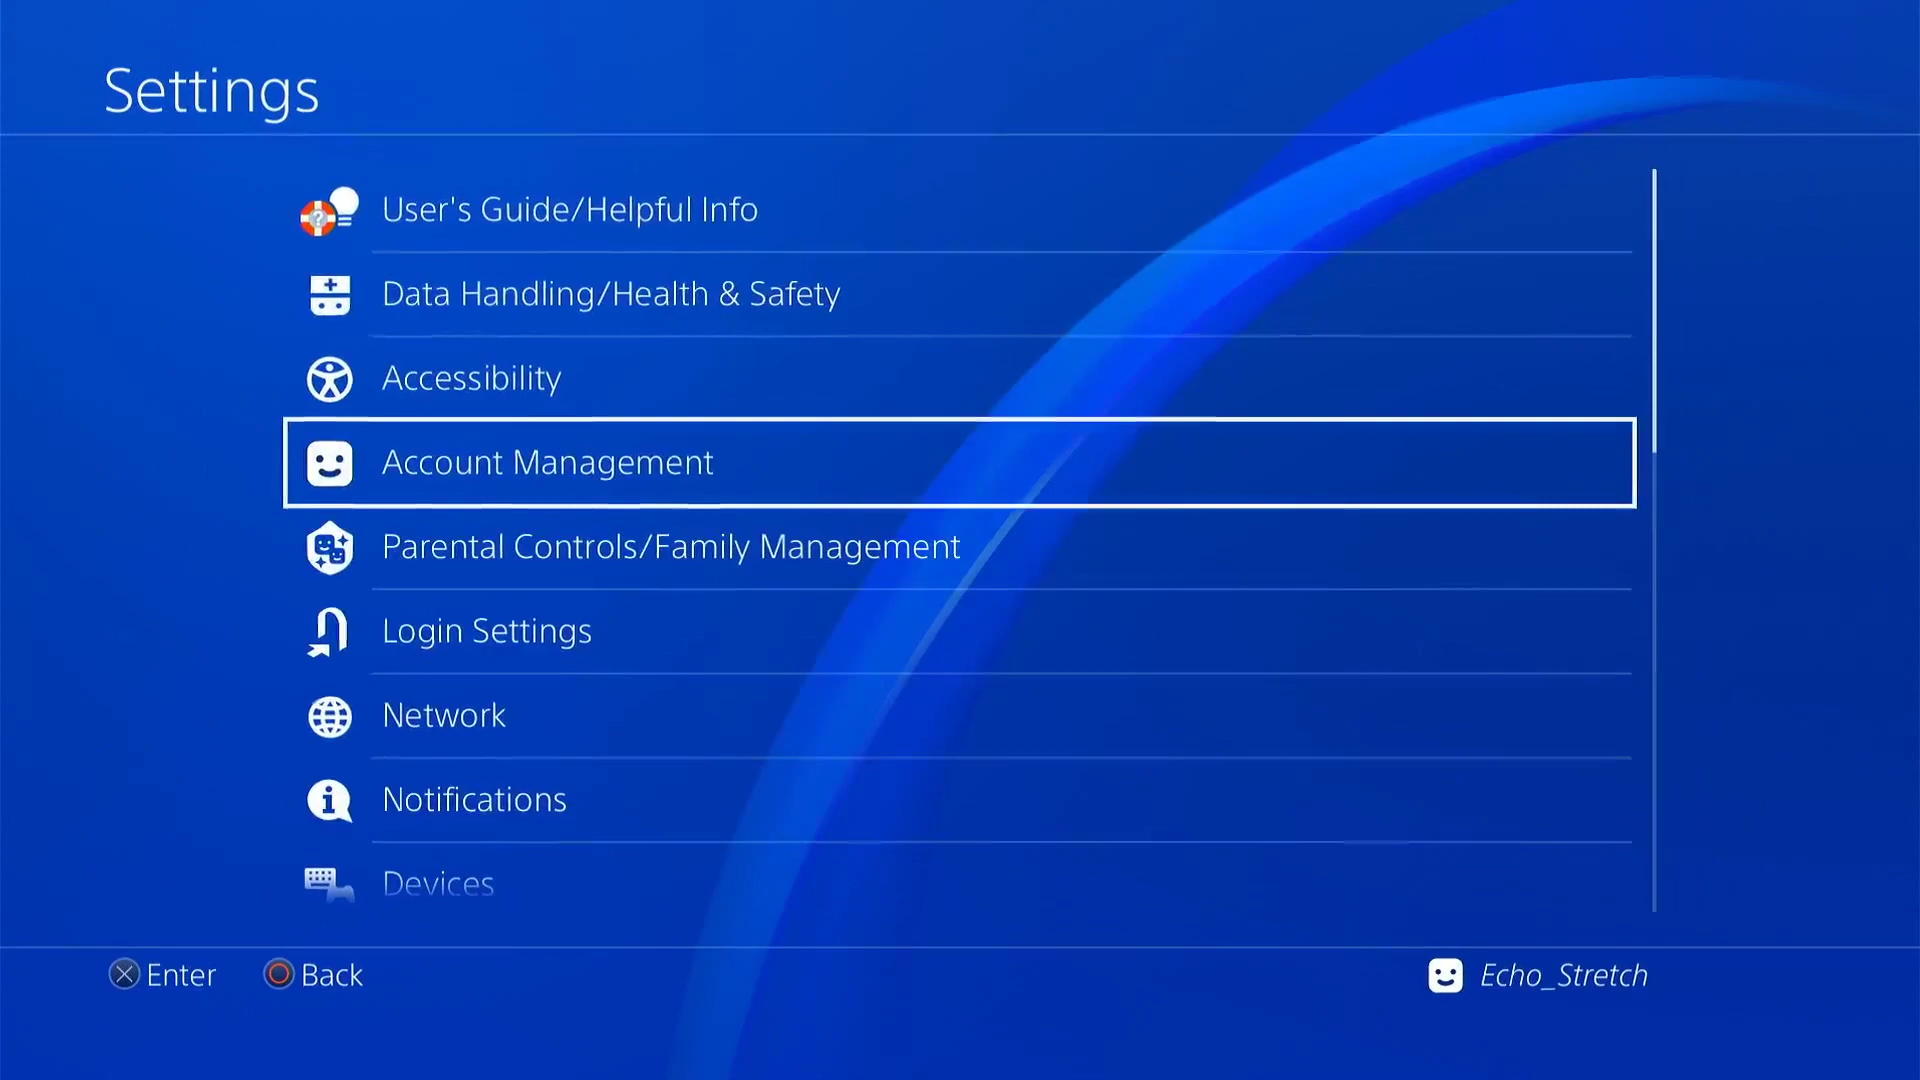 Settings
User's Guide/Helpful Info
Data Handling/Health & Safety
Accessibility
Account Management
Parental Controls/Family Management
Login Settings
Network
Notifications
Devices
Enter Back Echo_Stretch